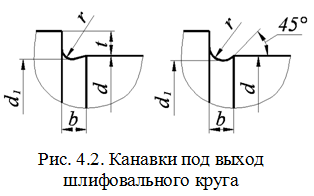 r
t
d₁
d
b
r
45°
d₁
d
b
Рис. 4.2. Канавки под выход
шлифовального круга